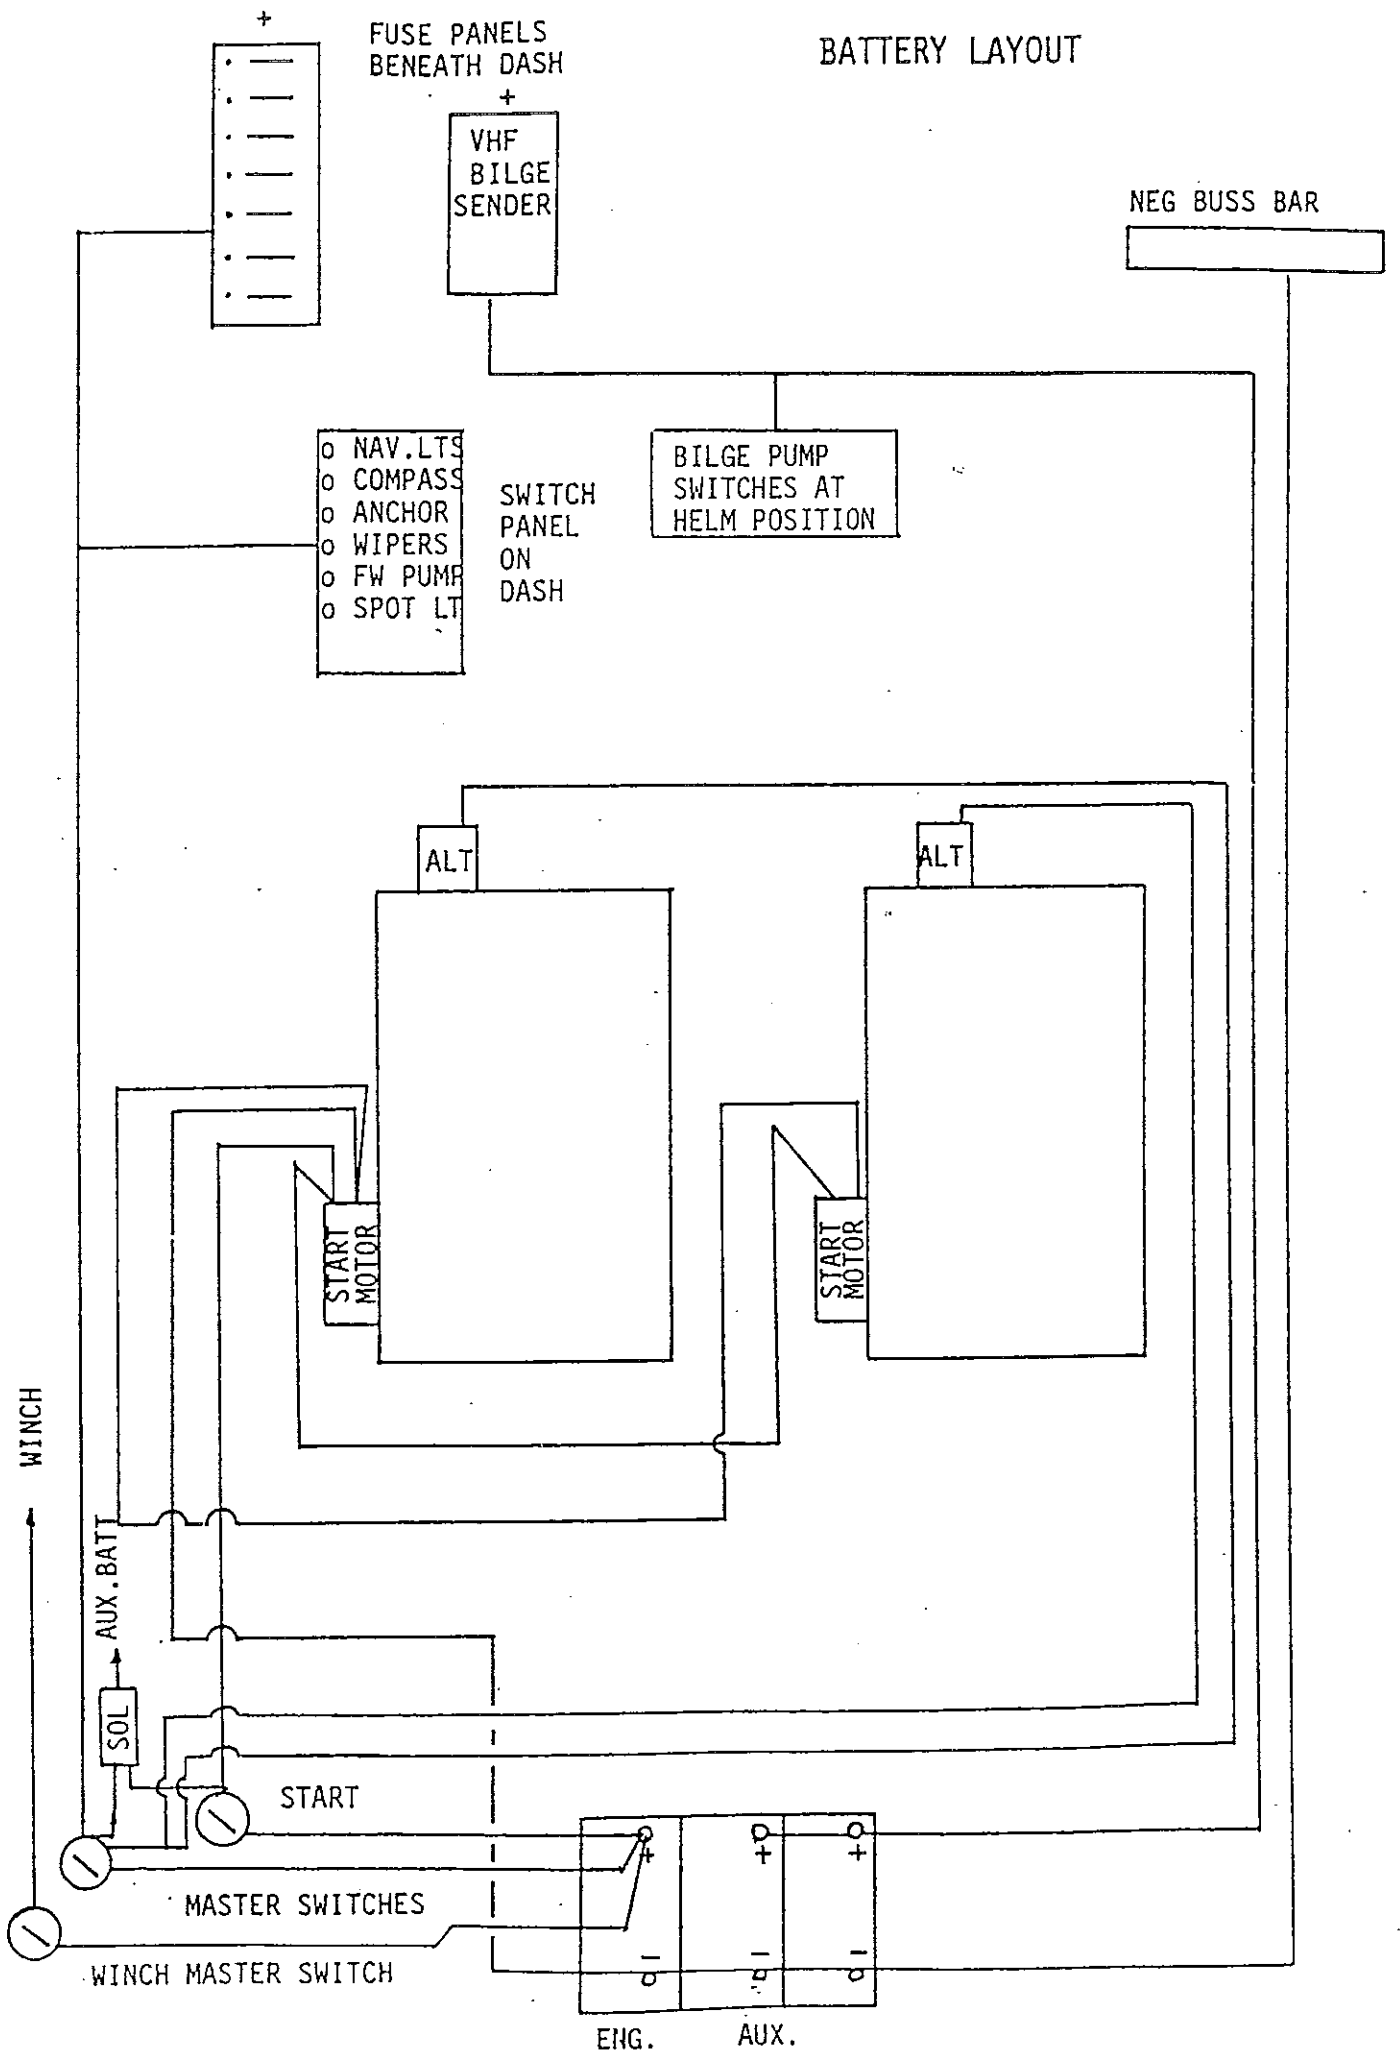 +
FUSE PANELS
BENEATH DASH
BATTERY LAYOUT
+
VHF
BILGE
SENDER
NEG BUSS BAR
NAV.LTS
COMPASS
ANCHOR
WIPERS
FW PUMP
SPOT LT
SWITCH
PANEL
ON
DASH
BILGE PUMP
SWITCHES AT
HELM POSITION
ALT
ALT
START
MOTOR
START
MOTOR
WINCH
AUX.BATT
SOL
START
+
+
+
MASTER SWITCHES
WINCH MASTER SWITCH
-
-
-
ENG.
AUX.